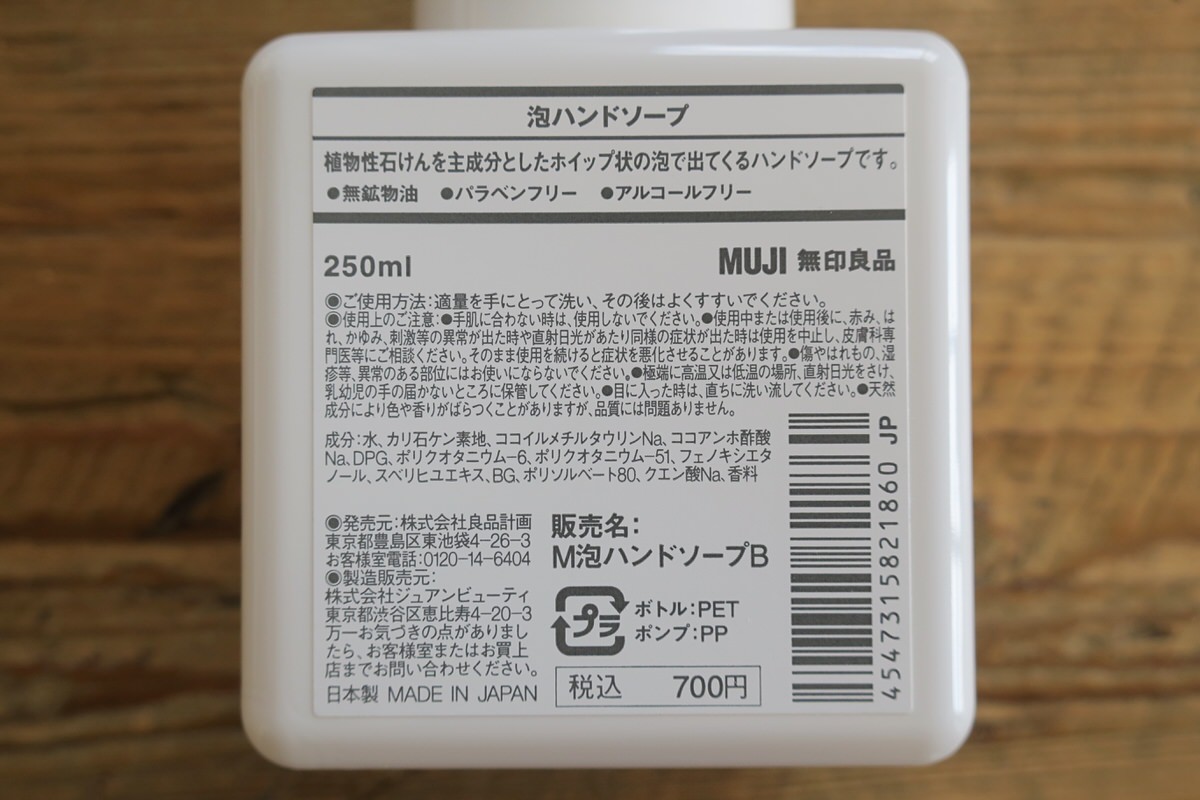 泡ハンドソープ
植物性石けんを主成分としたホイップ状の泡で出てくるハンドソープです。
●無鉱物油 ●パラベンフリー ●アルコールフリー
250ml
MUJI 無印良品
◉ご使用方法:適量を手にとって洗い、その後はよくすすいでください。
◉使用上のご注意:●手肌に合わない時は、使用しないでください。●使用中または使用後に、赤み、は
れ、かゆみ、刺激等の異常が出た時や直射日光があたり同様の症状が出た時は使用を中止し、皮膚科専
門医等にご相談ください。そのまま使用を続けると症状を悪化させることがあります。●傷やはれもの、湿
疹等、異常のある部位にはお使いにならないでください。●極端に高温又は低温の場所、直射日光をさけ、
乳幼児の手の届かないところに保管してください。●目に入った時は、直ちに洗い流してください。●天然
成分により色や香りがばらつくことがありますが、品質には問題ありません。
成分:水、カリ石ケン素地、ココイルメチルタウリンNa、ココアンホ酢酸
Na、DPG、ポリクオタニウム-6、ポリクオタニウム-51、フェノキシエタ
ノール、スベリヒユエキス、BG、ポリソルベート80、クエン酸Na、香料
◉発売元:株式会社良品計画
東京都豊島区東池袋4-26-3
お客様室電話:0120-14-6404
◉製造販売元:
株式会社ジュアンビューティ
東京都渋谷区恵比寿4-20-3
万一お気づきの点がありまし
たら、お客様室またはお買上
店までお問い合わせください。
日本製 MADE IN JAPAN
販売名:
M泡ハンドソープB
プラ
ボトル:PET
ポンプ:PP
税込 700円
4547315821860 JP